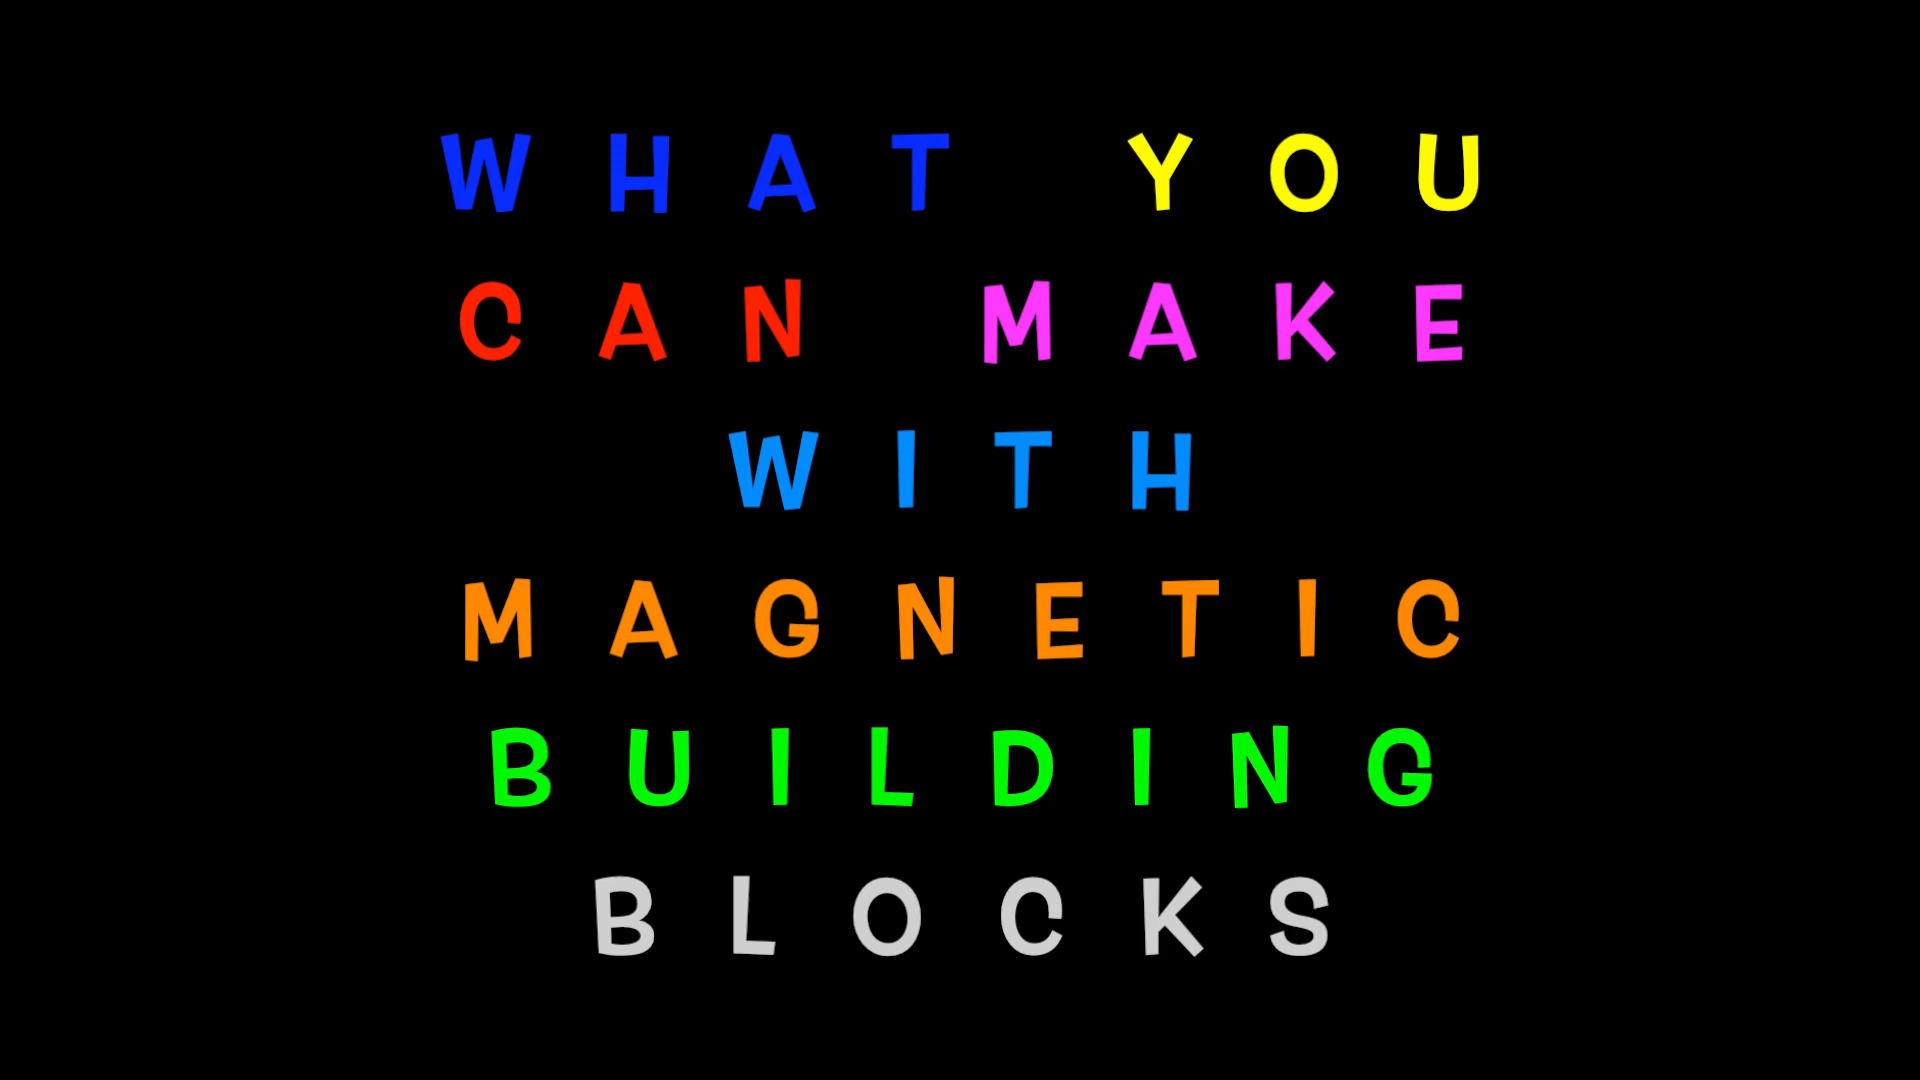 WHAT YOU
CAN MAKE
WITH
MAGNETIC
BUILDING
BLOCKS